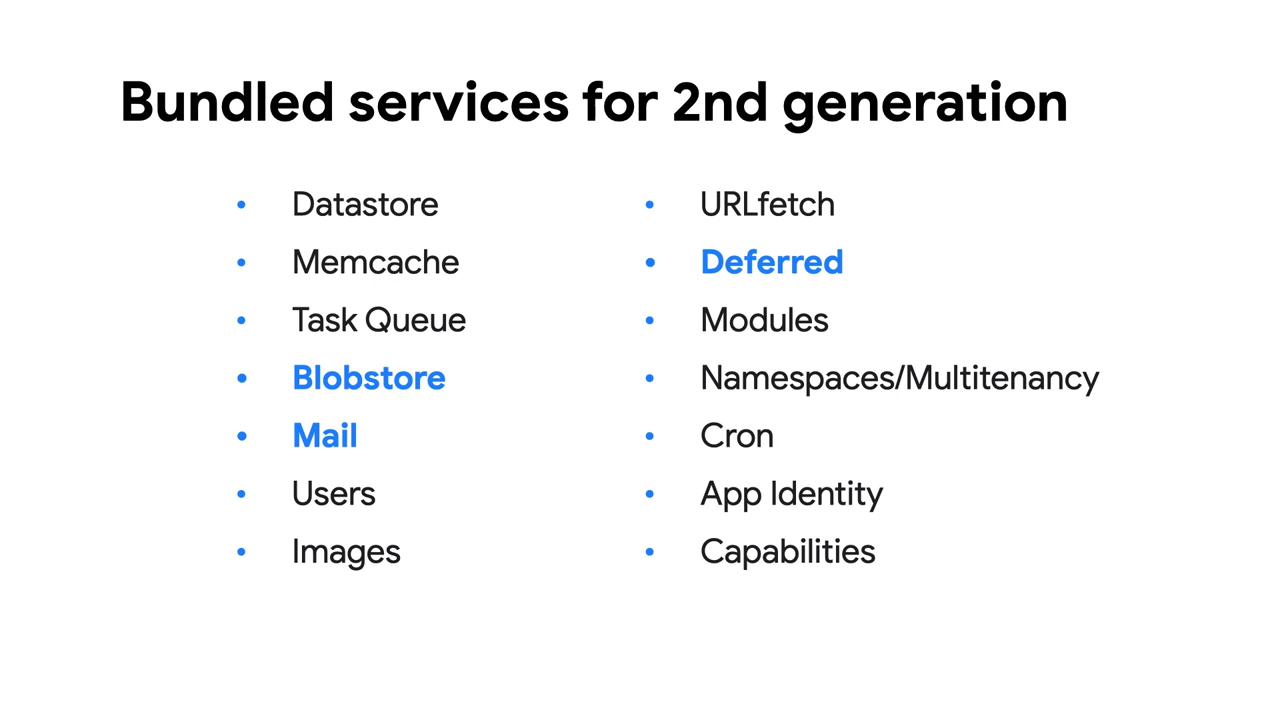 Bundled services for 2nd generation
• Datastore
• Memcache
• Task Queue
• Blobstore
• Mail
• Users
• Images
• URLfetch
• Deferred
• Modules
• Namespaces/Multitenancy
• Cron
• App Identity
• Capabilities